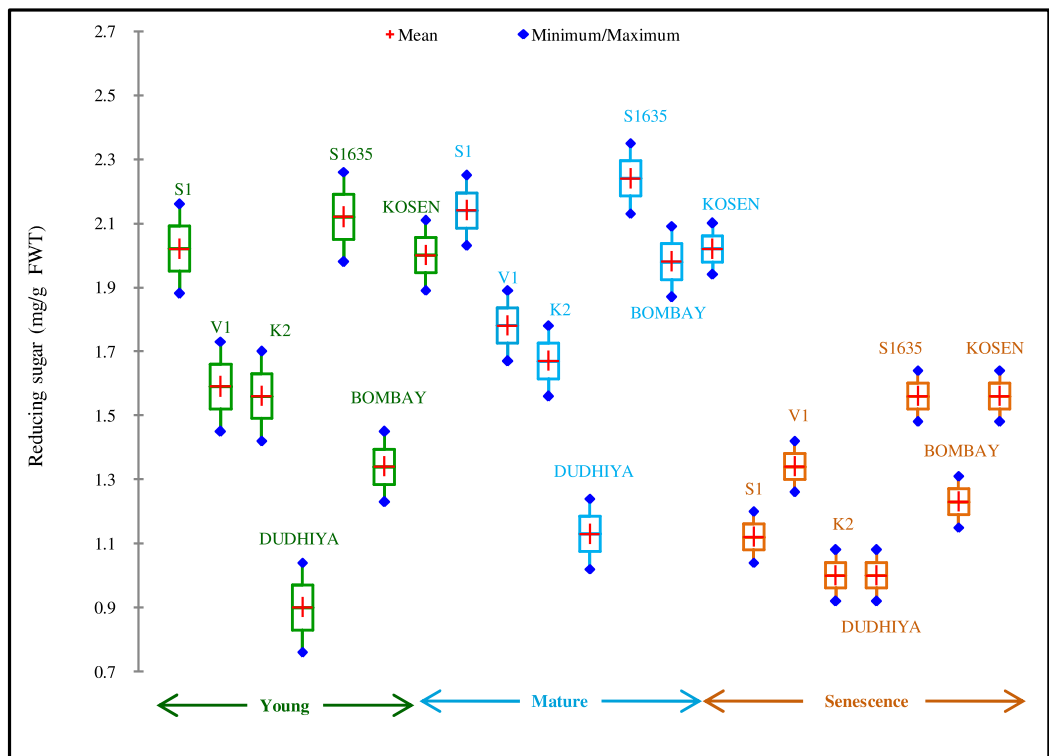 2.7
Mean
Minimum/Maximum
2.5
S1635
2.3
S1635
S1
S1
KOSEN
KOSEN
2.1
1.9
V1
K2
BOMBAY
V1
K2
1.7
S1635
KOSEN
BOMBAY
V1
1.5
BOMBAY
1.3
DUDHIYA
S1
K2
1.1
DUDHIYA
DUDHIYA
0.9
0.7
Reducing sugar (mg/g FWT)
Young
Mature
Senescence